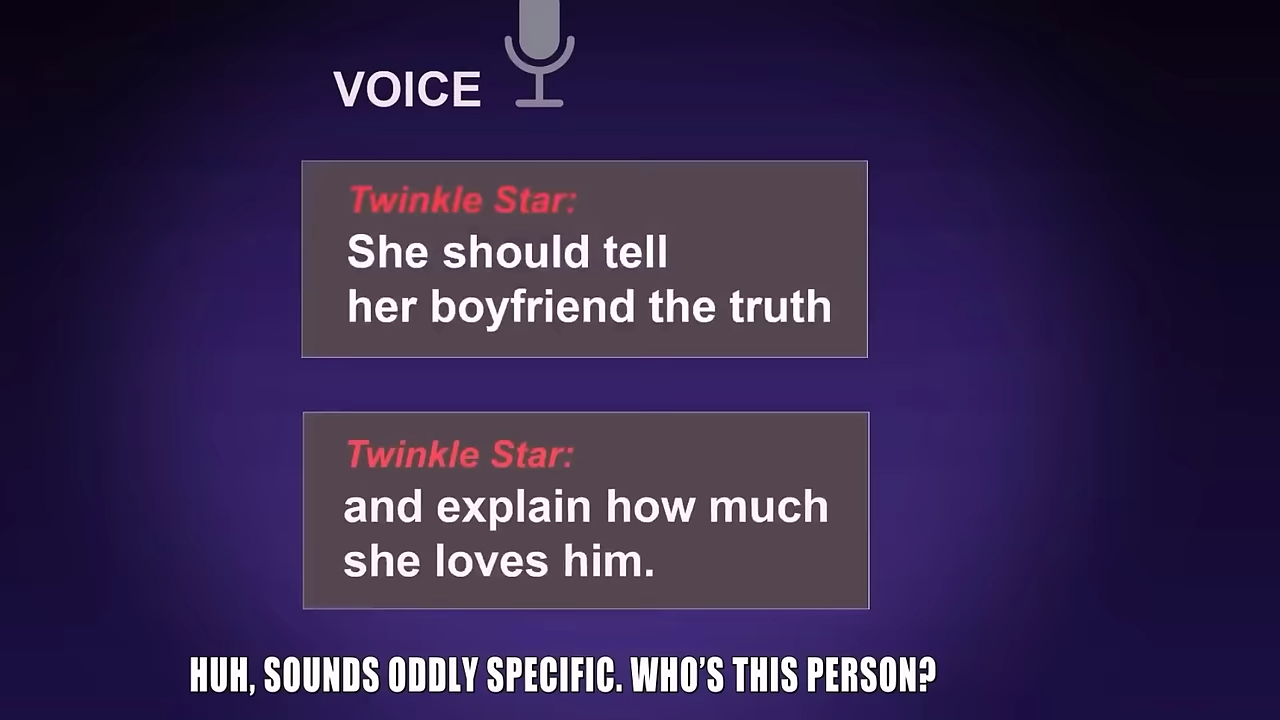 VOICE
Twinkle Star:
She should tell
her boyfriend the truth
Twinkle Star:
and explain how much
she loves him.
HUH, SOUNDS ODDLY SPECIFIC. WHO'S THIS PERSON?